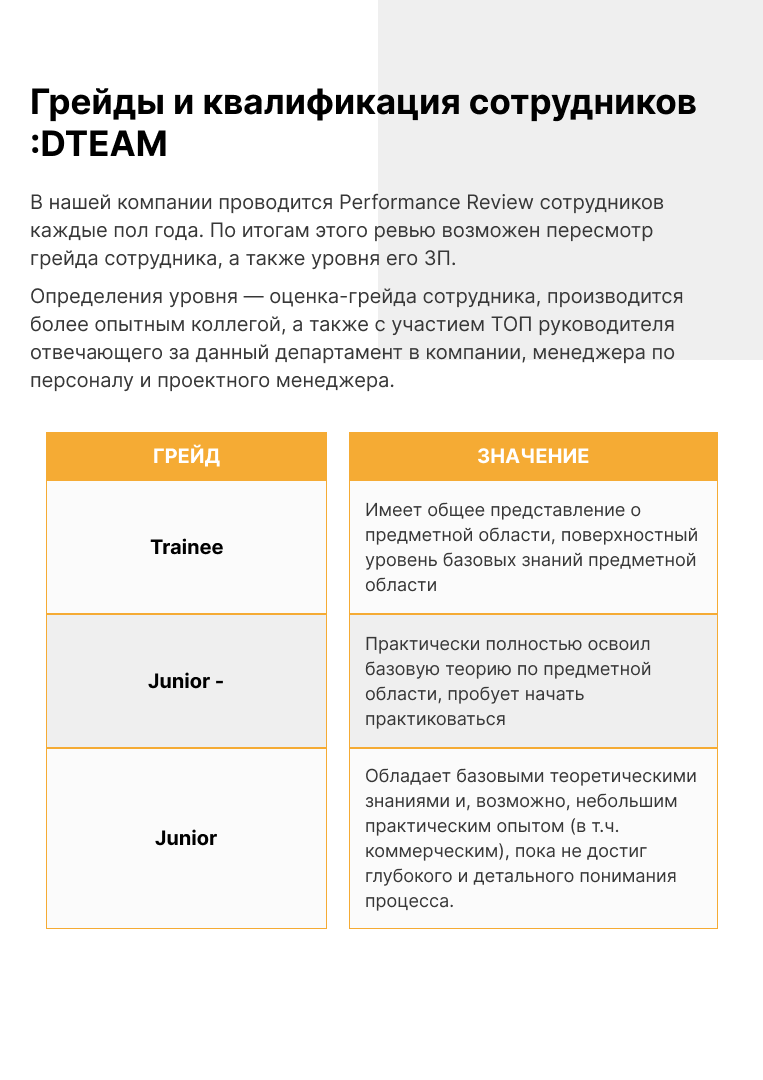 Грейды и квалификация сотрудников
:DTEAM
В нашей компании проводится Performance Review сотрудников
каждые пол года. По итогам этого ревью возможен пересмотр
грейда сотрудника, а также уровня его ЗП.
Определения уровня — оценка-грейда сотрудника, производится
более опытным коллегой, а также с участием ТОП руководителя
отвечающего за данный департамент в компании, менеджера по
персоналу и проектного менеджера.
ГРЕЙД
ЗНАЧЕНИЕ
Trainee
Имеет общее представление о
предметной области, поверхностный
уровень базовых знаний предметной
области
Junior -
Практически полностью освоил
базовую теорию по предметной
области, пробует начать
практиковаться
Junior
Обладает базовыми теоретическими
знаниями и, возможно, небольшим
практическим опытом (в т.ч.
коммерческим), пока не достиг
глубокого и детального понимания
процесса.